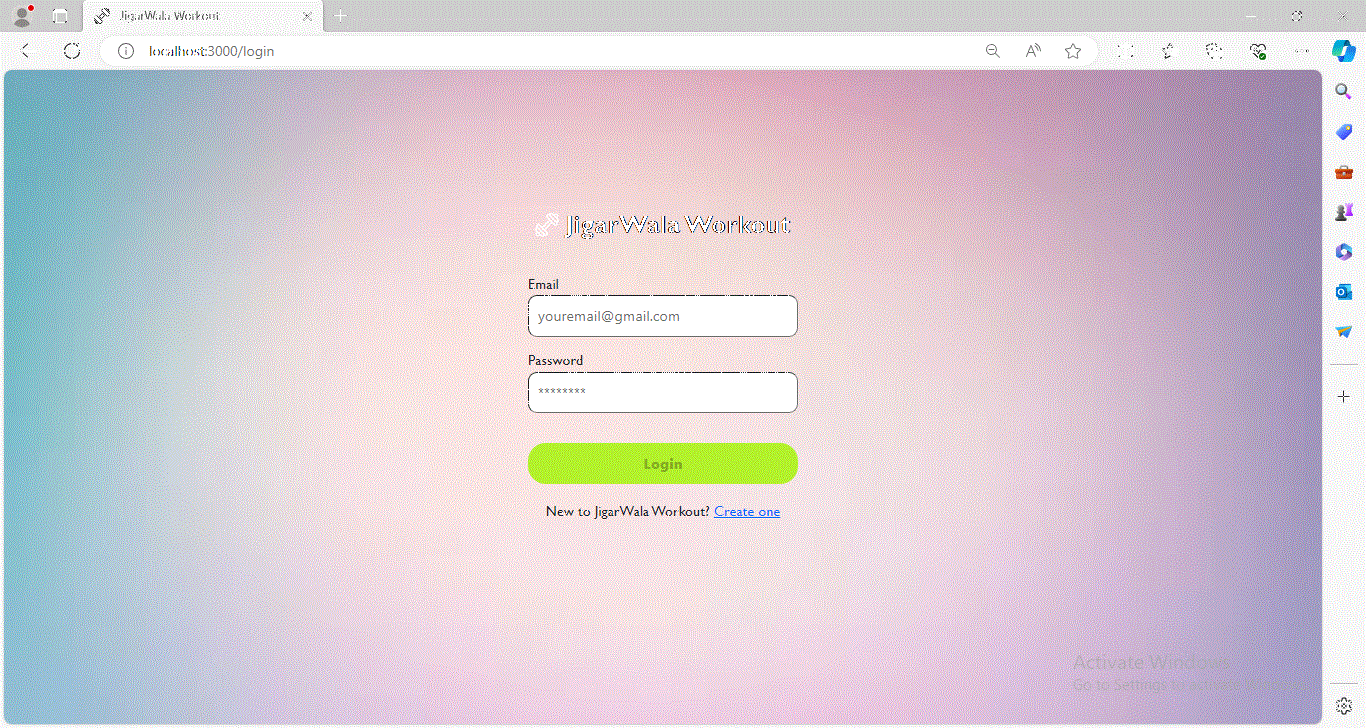 JigarWala Workout
localhost:3000/login
JigarWala Workout
Email
youremail@gmail.com
Password
********
Login
New to JigarWala Workout? Create one
Activate Windows
Go to Settings to activate